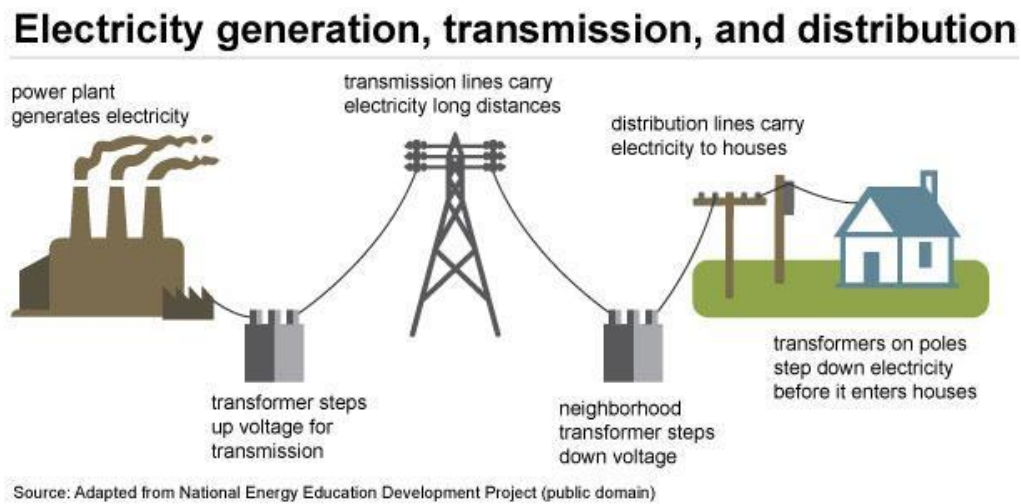 Electricity generation, transmission, and distribution
power plant
generates electricity
transmission lines carry
electricity long distances
distribution lines carry
electricity to houses
transformer steps
up voltage for
transmission
neighborhood
transformer steps
down voltage
transformers on poles
step down electricity
before it enters houses
Source: Adapted from National Energy Education Development Project (public domain)